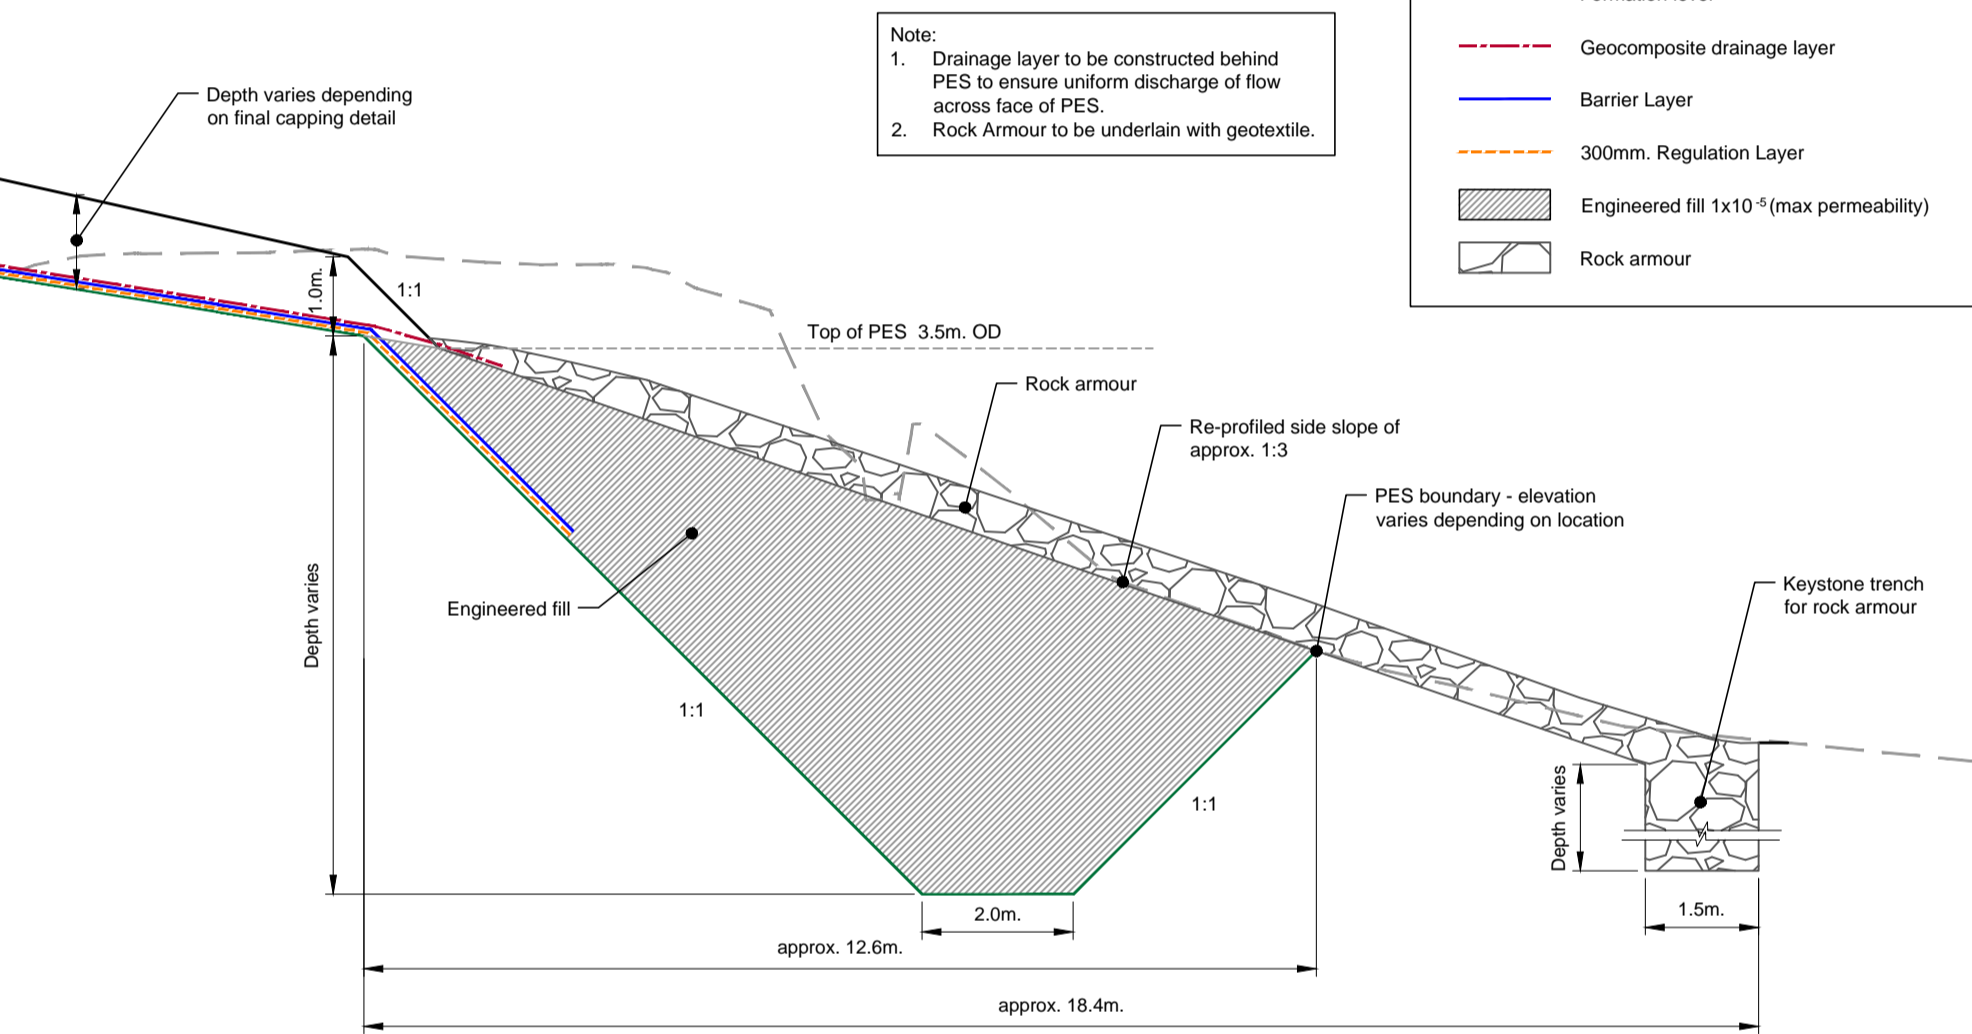 Note:
1. Drainage layer to be constructed behind
PES to ensure uniform discharge of flow
across face of PES.
2. Rock Armour to be underlain with geotextile.
Geocomposite drainage layer
Barrier Layer
300mm. Regulation Layer
Engineered fill 1x10⁻⁵ (max permeability)
Rock armour
Depth varies depending
on final capping detail
1.0m.
1:1
Top of PES 3.5m. OD
Rock armour
Re-profiled side slope of
approx. 1:3
PES boundary - elevation
varies depending on location
Keystone trench
for rock armour
Engineered fill
Depth varies
1:1
1:1
Depth varies
2.0m.
1.5m.
approx. 12.6m.
approx. 18.4m.